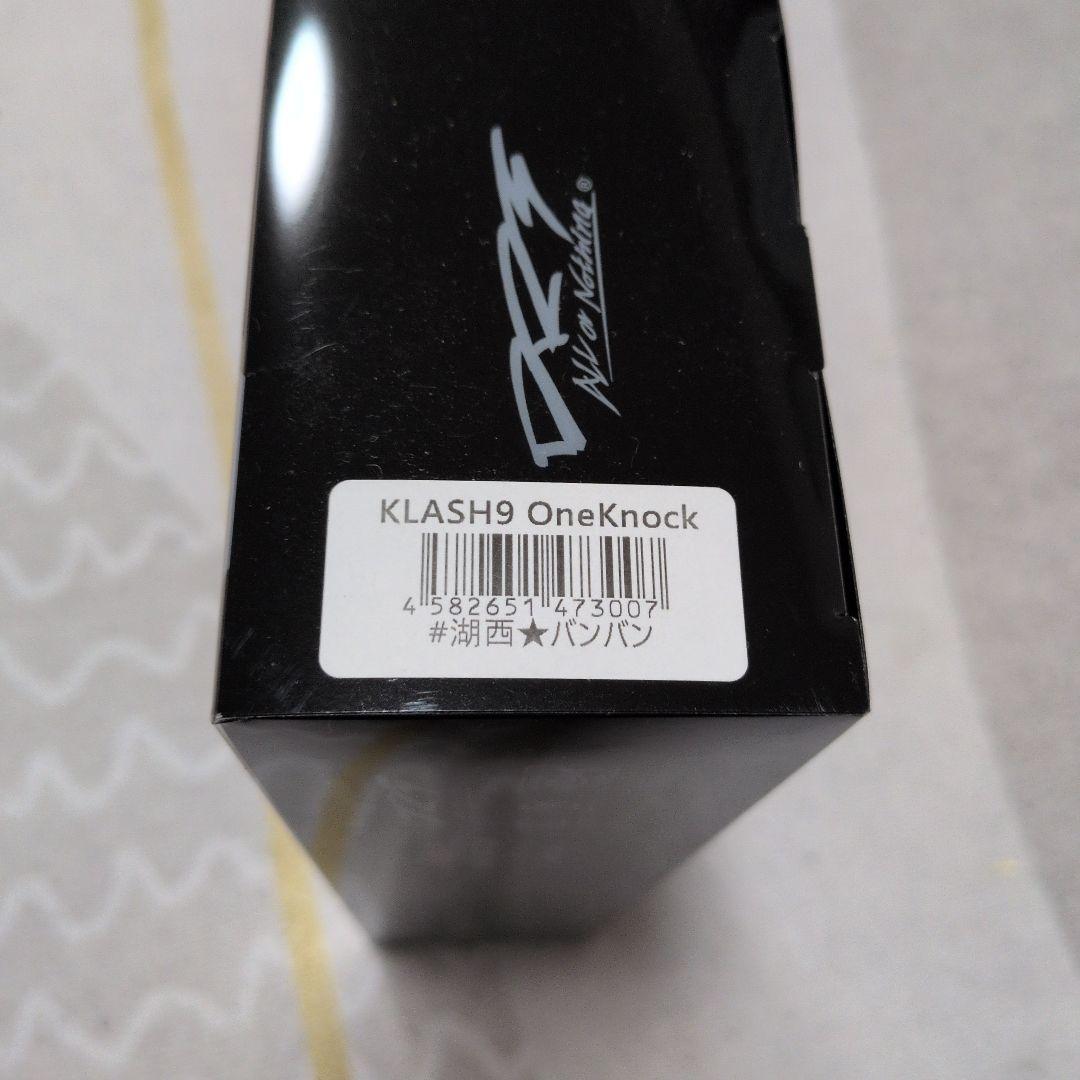 All or Nothing ®
KLASH9 OneKnock
4 582651 473007
#湖西★バンバン